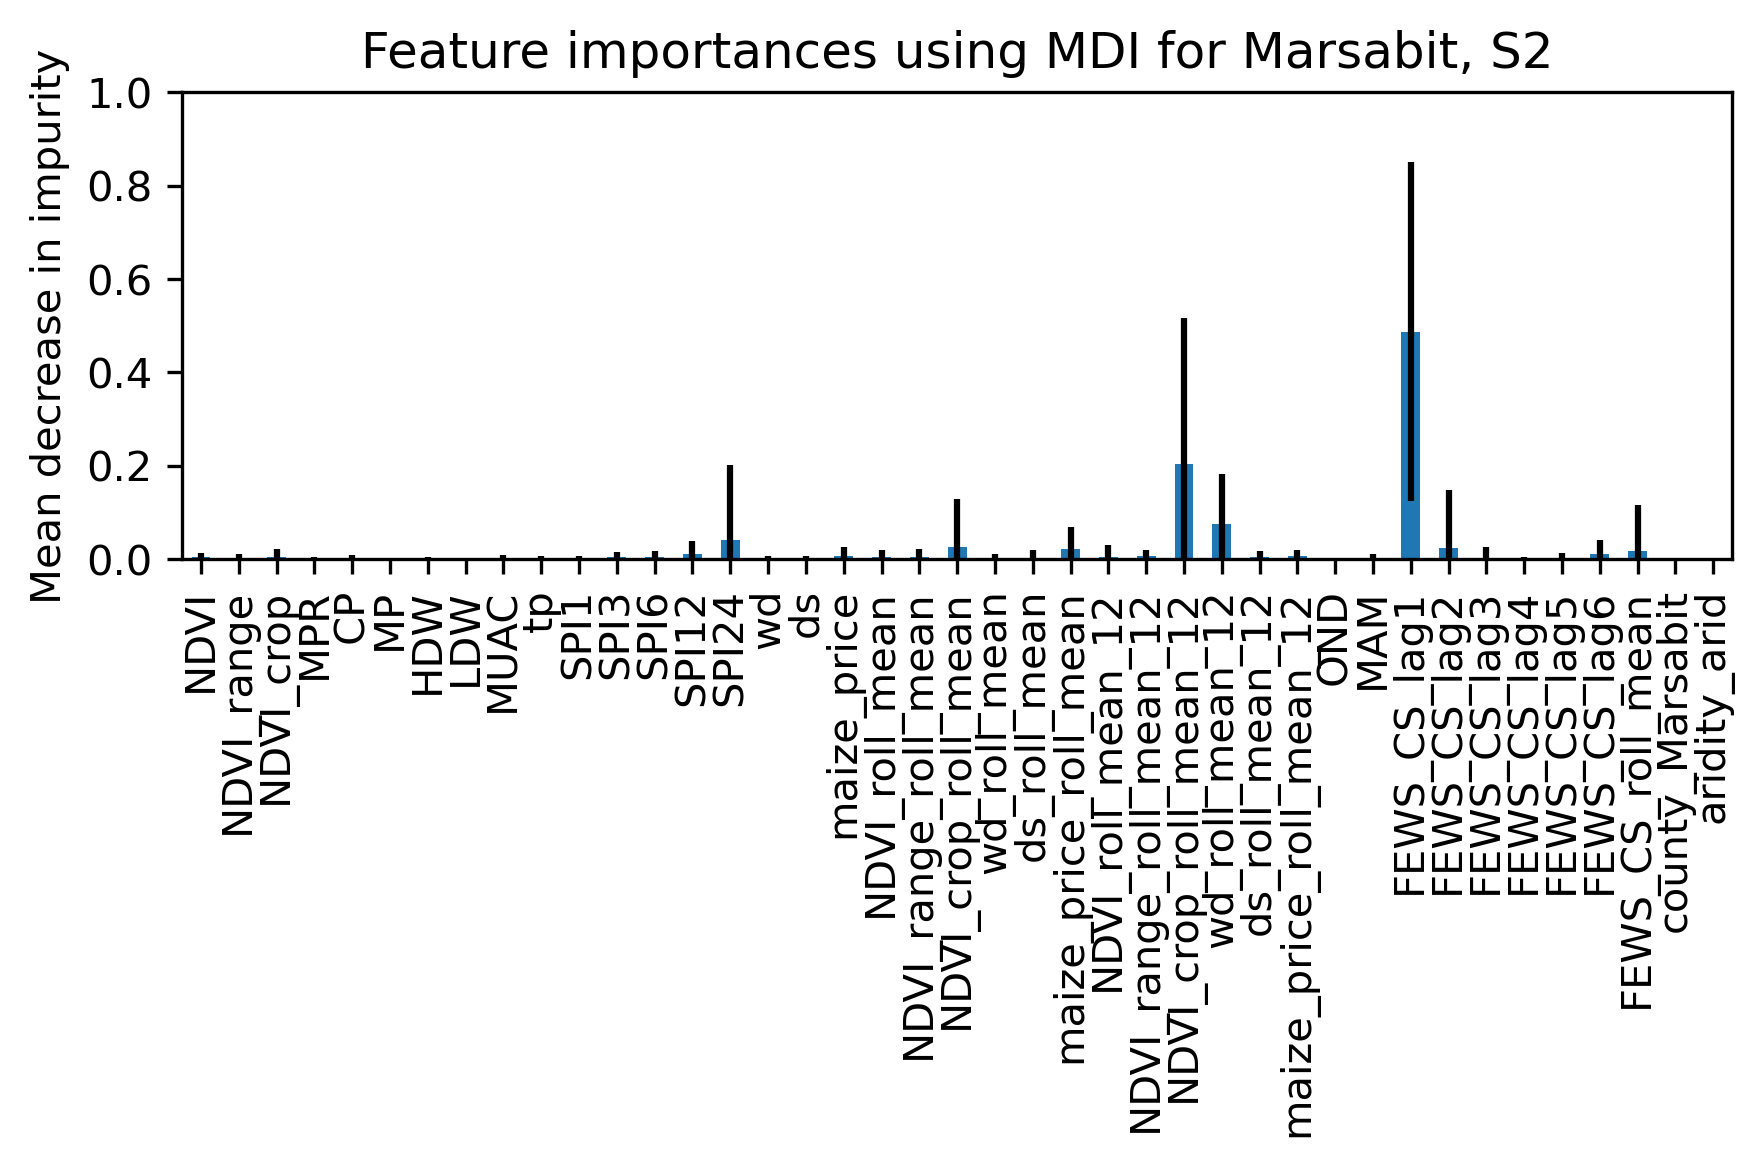 Feature importances using MDI for Marsabit, S2
Mean decrease in impurity
1.0
0.8
0.6
0.4
0.2
0.0
NDVI
NDVI_range
NDVI_crop
MPR
CP
MP
HDW
LDW
MUAC
tp
SPI1
SPI3
SPI6
SPI12
SPI24
wd
ds
maize_price
NDVI_roll_mean
NDVI_range_roll_mean
NDVI_crop_roll_mean
wd_roll_mean
ds_roll_mean
maize_price_roll_mean
NDVI_roll_mean_12
NDVI_range_roll_mean_12
NDVI_crop_roll_mean_12
wd_roll_mean_12
ds_roll_mean_12
maize_price_roll_mean_12
OND
MAM
FEWS_CS_lag1
FEWS_CS_lag2
FEWS_CS_lag3
FEWS_CS_lag4
FEWS_CS_lag5
FEWS_CS_lag6
FEWS_CS_roll_mean
county_Marsabit
aridity_arid